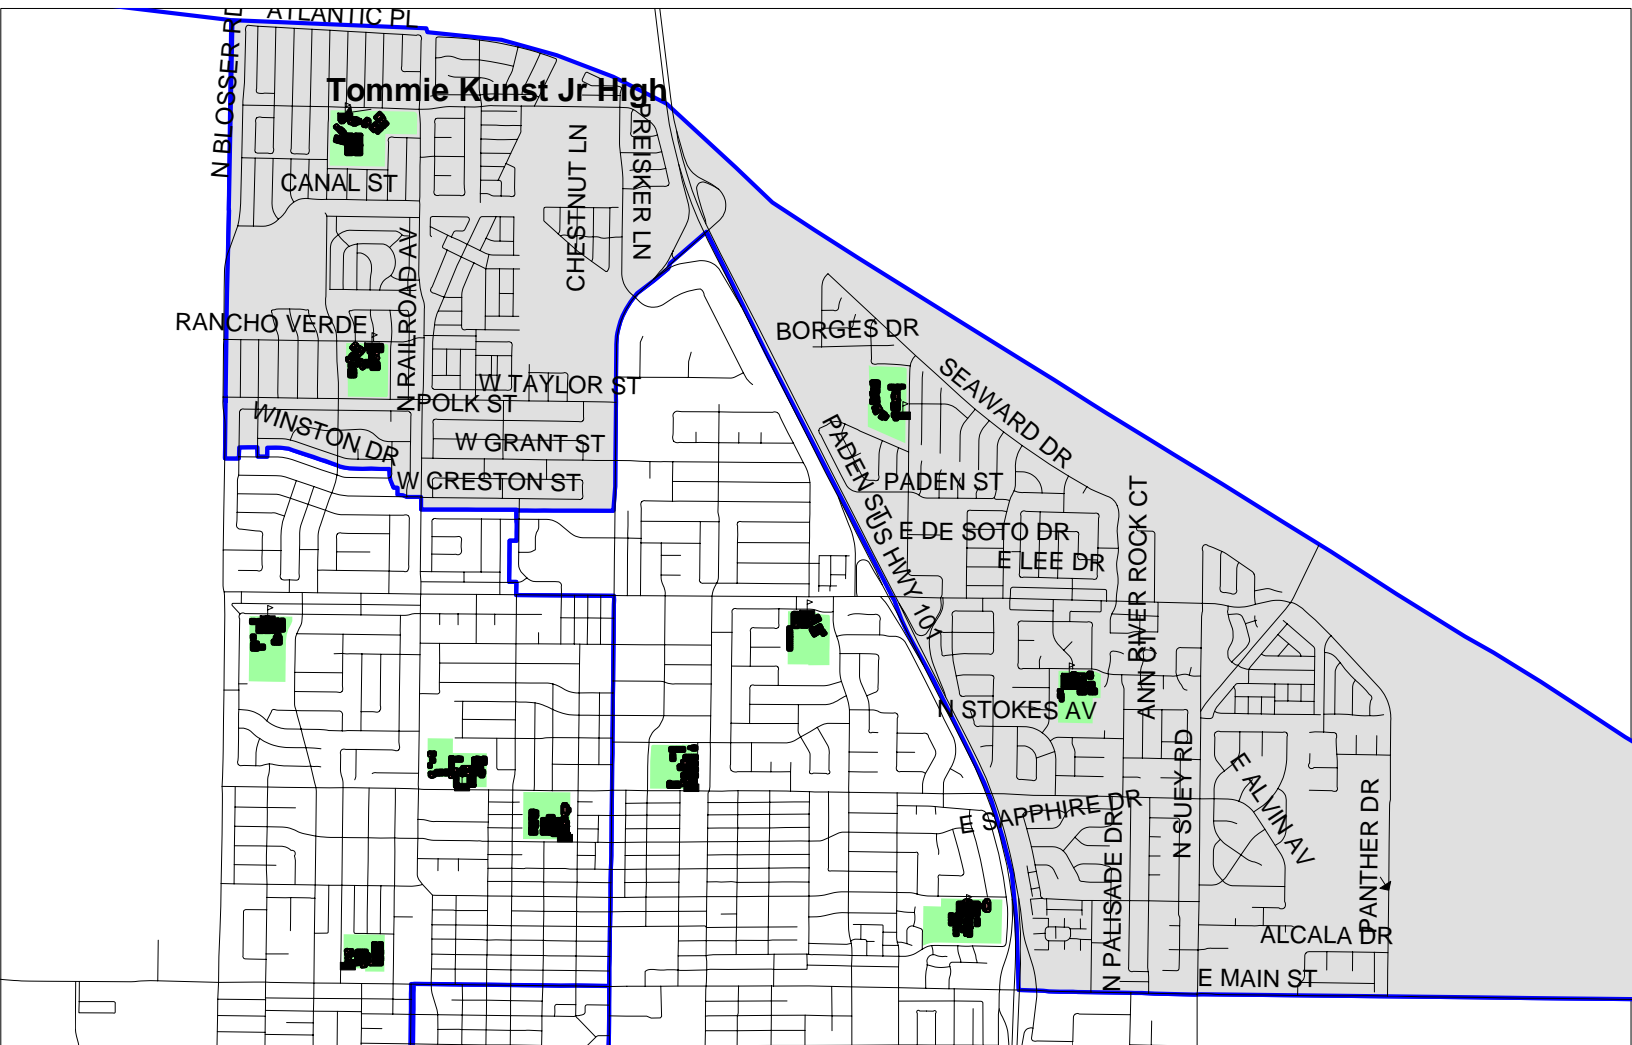 ATLANTIC PL
N BLOSSER RD
Tommie Kunst Jr High
PREISKER LN
CHESTNUT LN
CANAL ST
N RAILROAD AV
RANCHO VERDE
BORGES DR
SEAWARD DR
W TAYLOR ST
POLK ST
WINSTON DR
W GRANT ST
W CRESTON ST
PADEN ST
PADEN ST
US HWY 101
E DE SOTO DR
E LEE DR
RIVER ROCK CT
ANN CT
N STOKES AV
N SUEY RD
E ALVIN AV
E SAPPHIRE DR
N PALISADE DR
PANTHER DR
ALCALA DR
E MAIN ST